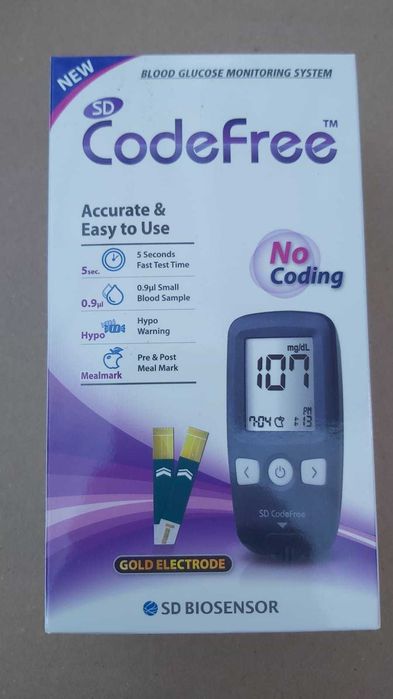 NEW
BLOOD GLUCOSE MONITORING SYSTEM
SD
CodeFree™
Accurate &
Easy to Use
5sec.
5 Seconds
Fast Test Time
0.9µl
0.9µl Small
Blood Sample
Hypo
Hypo
Warning
Mealmark
Pre & Post
Meal Mark
No
Coding
mg/dL
107
PM
SD CodeFree
GOLD ELECTRODE
SD BIOSENSOR